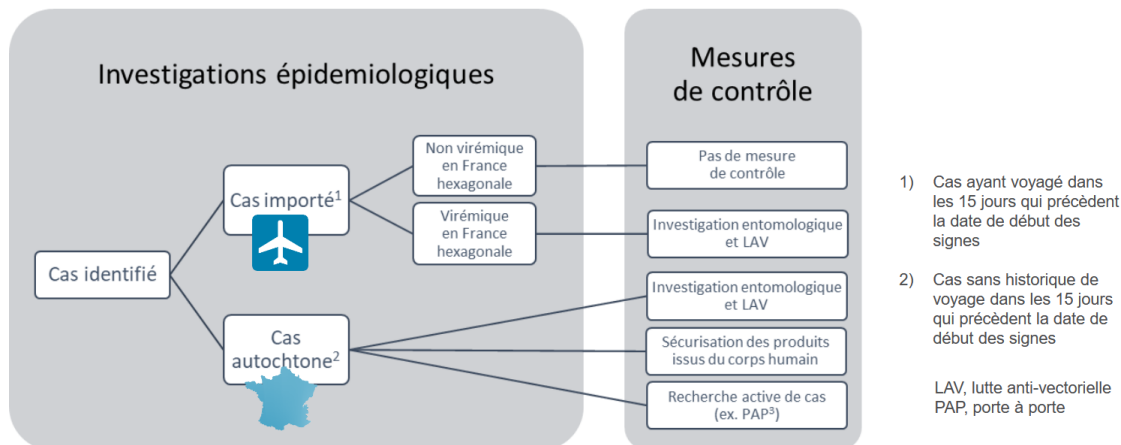 Investigations épidemiologiques
Mesures
de contrôle
Cas identifié
Cas importé1
Cas
autochtone2
Non virémique
en France
hexagonale
Virémique
en France
hexagonale
Pas de mesure
de contrôle
Investigation entomologique
et LAV
Investigation entomologique
et LAV
Sécurisation des produits
issus du corps humain
Recherche active de cas
(ex. PAP3)
1) Cas ayant voyagé dans
les 15 jours qui précèdent
la date de début des
signes
2) Cas sans historique de
voyage dans les 15 jours
qui précèdent la date de
début des signes
LAV, lutte anti-vectorielle
PAP, porte à porte